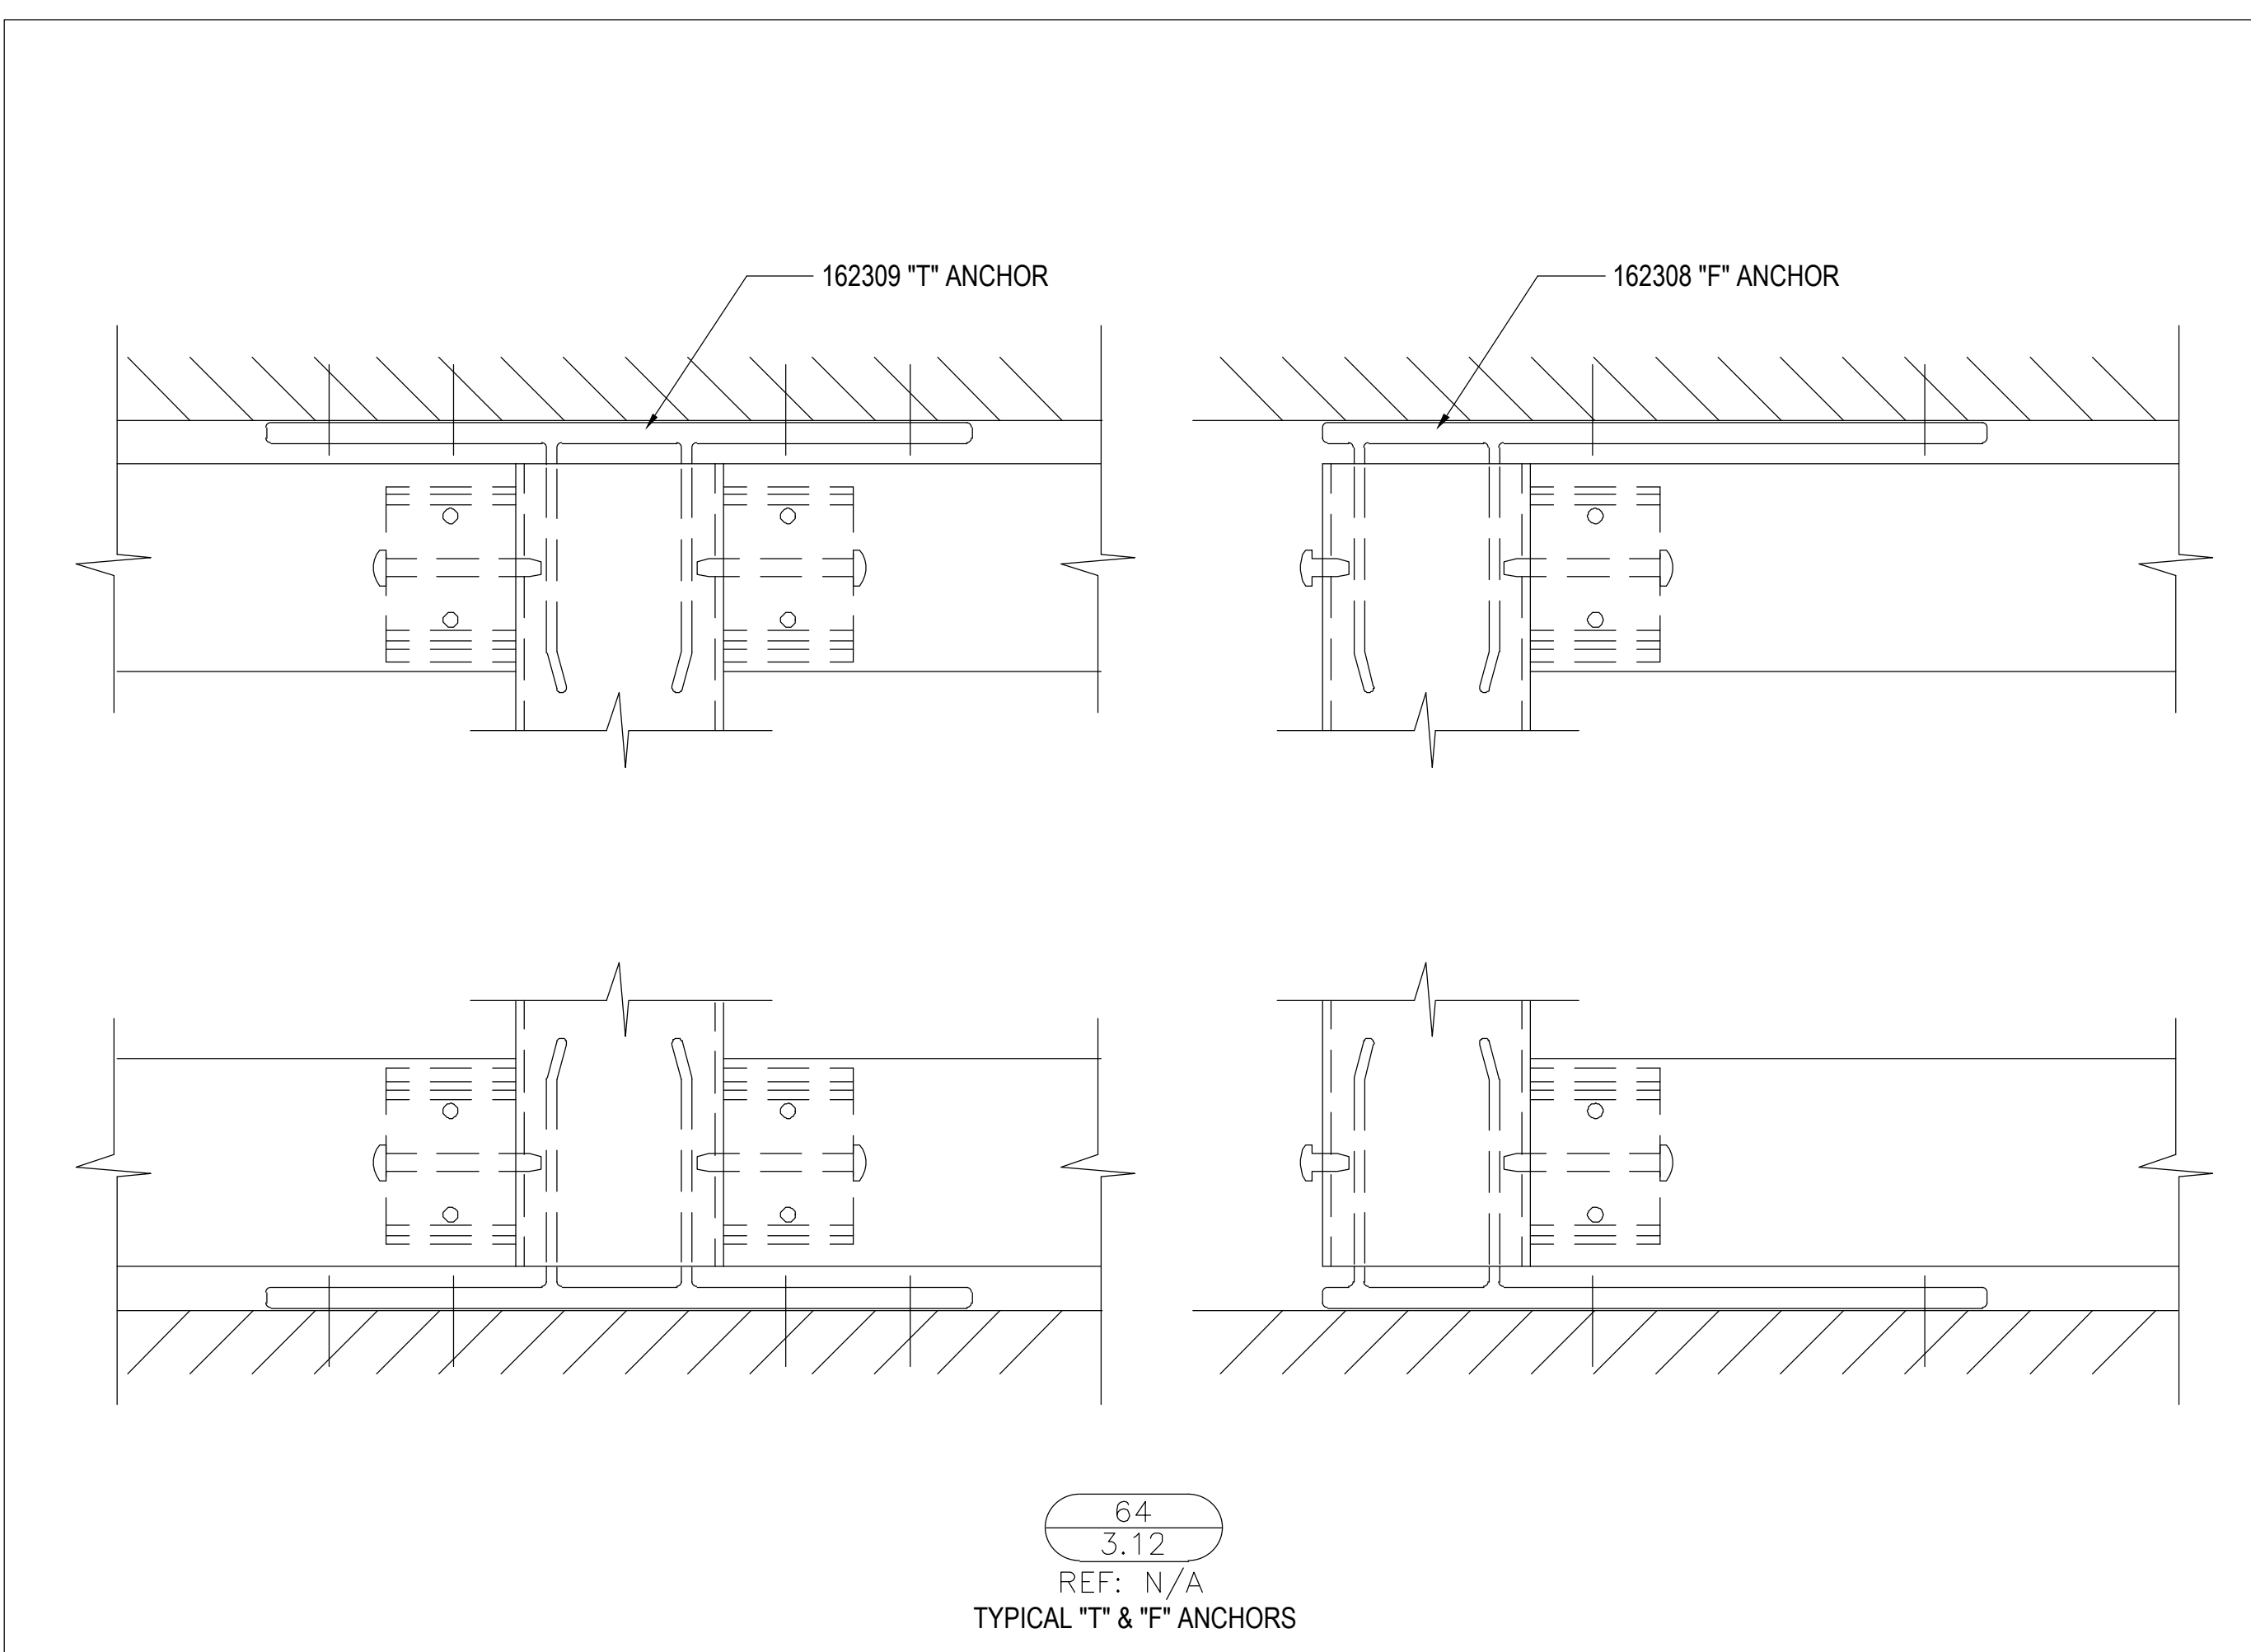 162309 "T" ANCHOR
162308 "F" ANCHOR
64
3.12
REF: N/A
TYPICAL "T" & "F" ANCHORS